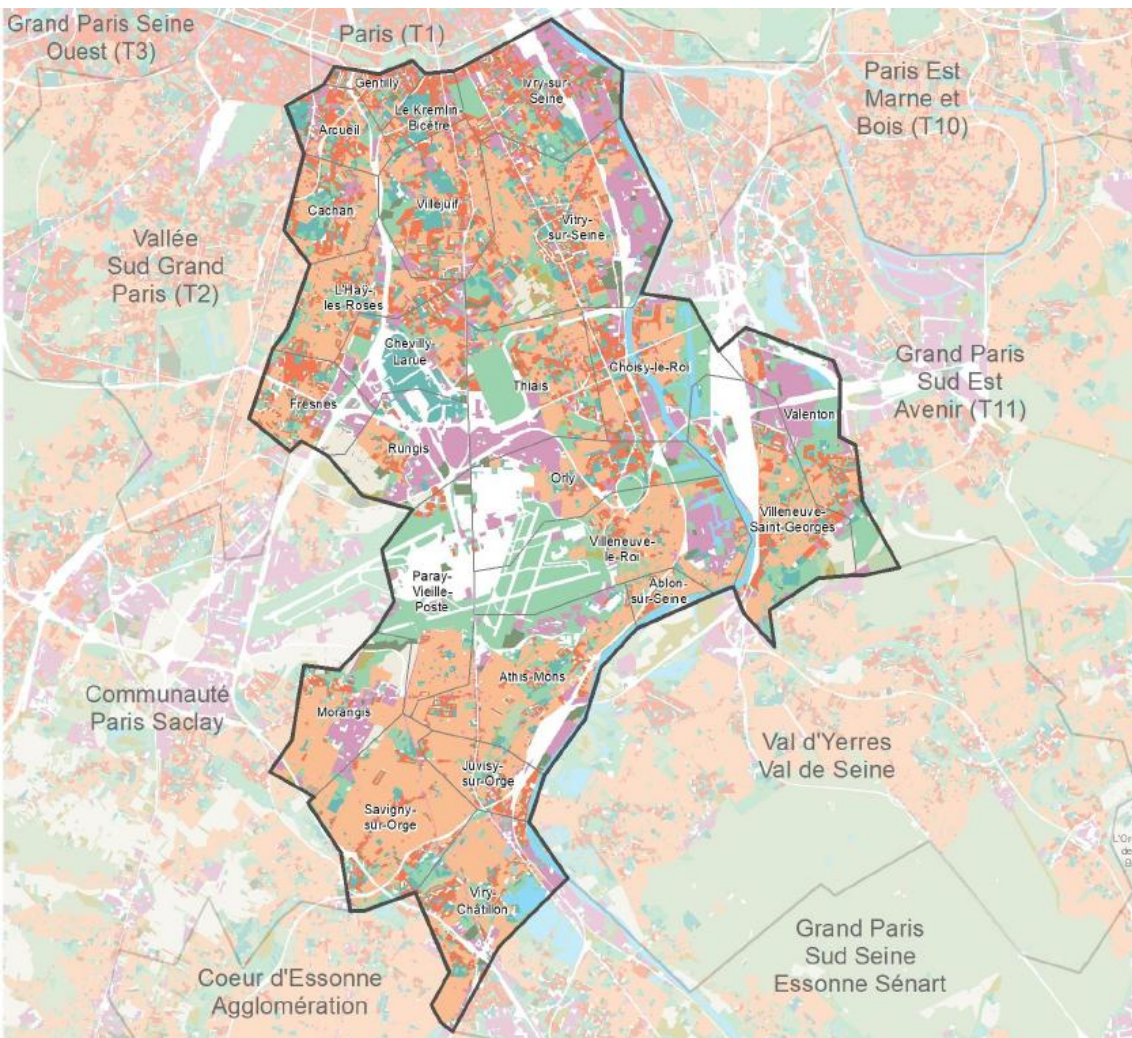 Grand Paris Seine
Ouest (T3)
Paris (T1)
Paris Est
Marne et
Bois (T10)
Gentilly
Le Kremlin-
Bicêtre
Ivry-sur-
Seine
Arcueil
Cachan
Villejuif
Vitry-
sur-Seine
Vallée
Sud Grand
Paris (T2)
L'Haÿ-
les-Roses
Chevilly-
Larue
Thiais
Choisy-le-Roi
Grand Paris
Sud Est
Avenir (T11)
Fresnes
Valenton
Rungis
Orly
Villeneuve-
Saint-Georges
Villeneuve-
le-Roi
Paray-
Vieille-
Poste
Ablon-
sur-Seine
Athis-Mons
Communauté
Paris Saclay
Morangis
Val d'Yerres
Val de Seine
Juvisy-
sur-Orge
Savigny-
sur-Orge
Viry-
Châtillon
Grand Paris
Sud Seine
Essonne Sénart
Coeur d'Essonne
Agglomération